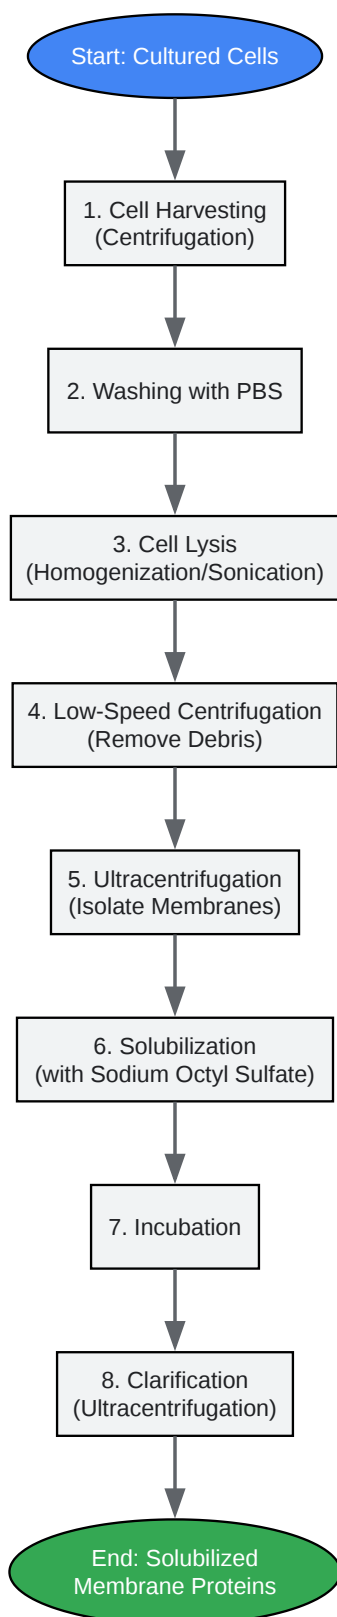 Start: Cultured Cells
1. Cell Harvesting
(Centrifugation)
2. Washing with PBS
3. Cell Lysis
(Homogenization/Sonication)
4. Low-Speed Centrifugation
(Remove Debris)
5. Ultracentrifugation
(Isolate Membranes)
6. Solubilization
(with Sodium Octyl Sulfate)
7. Incubation
8. Clarification
(Ultracentrifugation)
End: Solubilized
Membrane Proteins